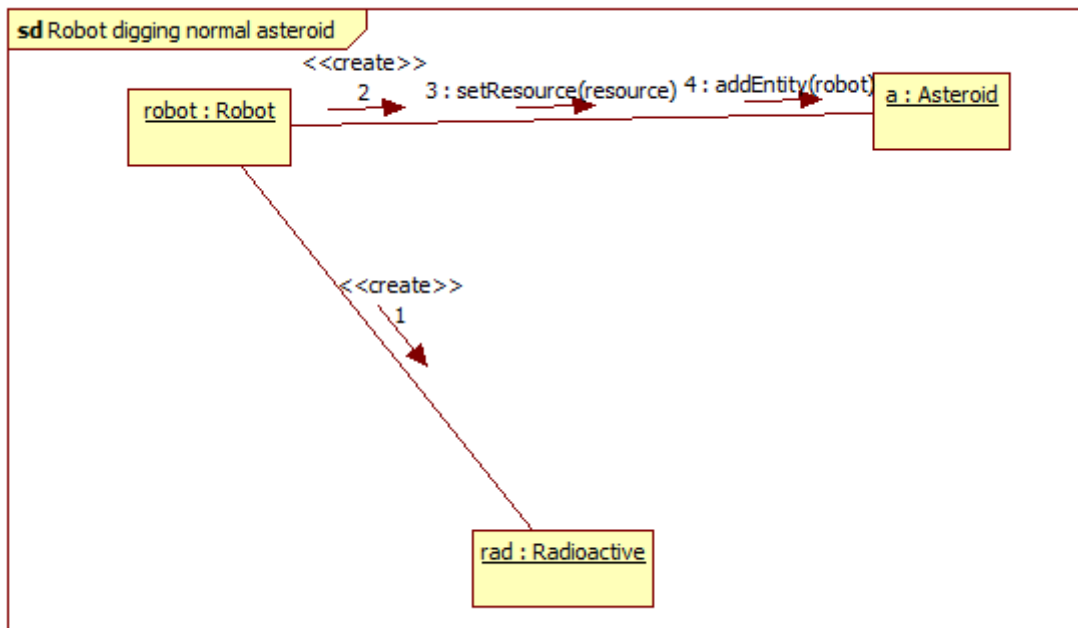 sd Robot digging normal asteroid
<<create>>
2
3 : setResource(resource)
4 : addEntity(robot)
robot : Robot
a : Asteroid
<<create>>
1
rad : Radioactive